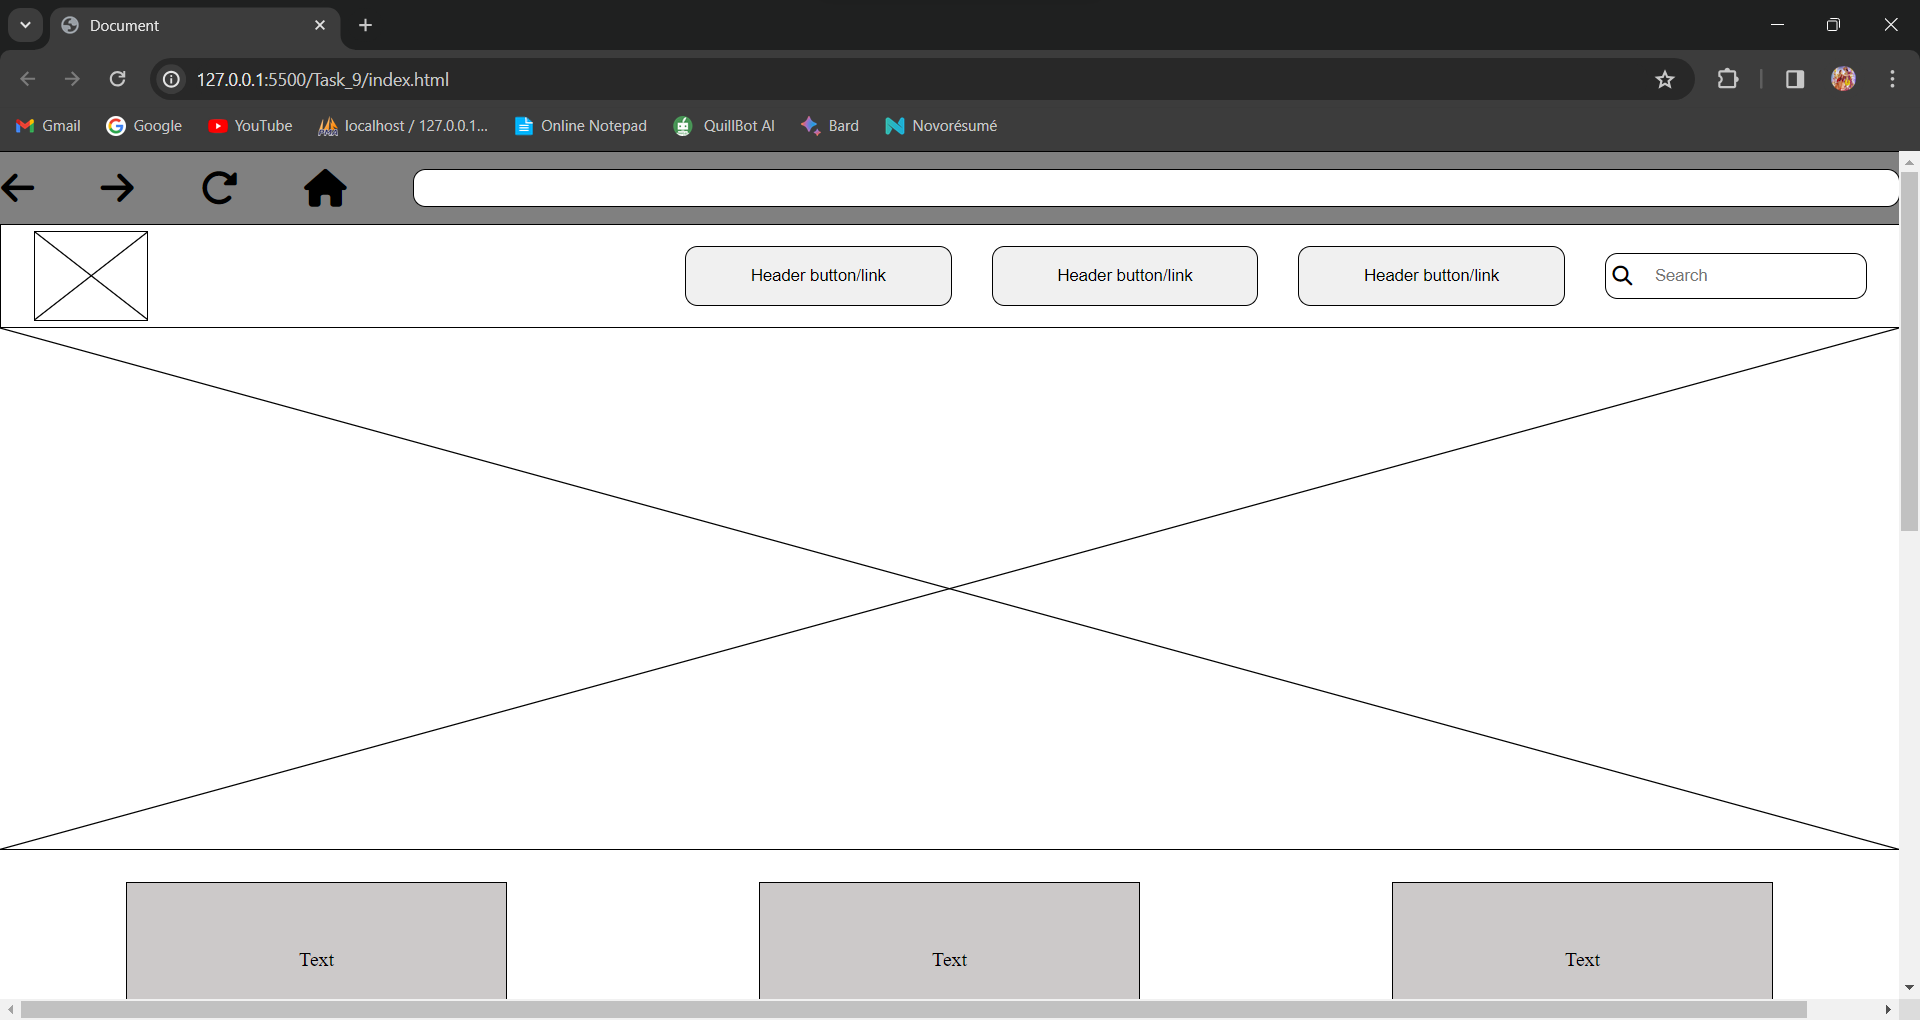 Document
127.0.0.1:5500/Task_9/index.html
Gmail Google YouTube localhost / 127.0.0.1... Online Notepad QuillBot AI Bard Novorésumé
Header button/link Header button/link Header button/link Search
Text Text Text